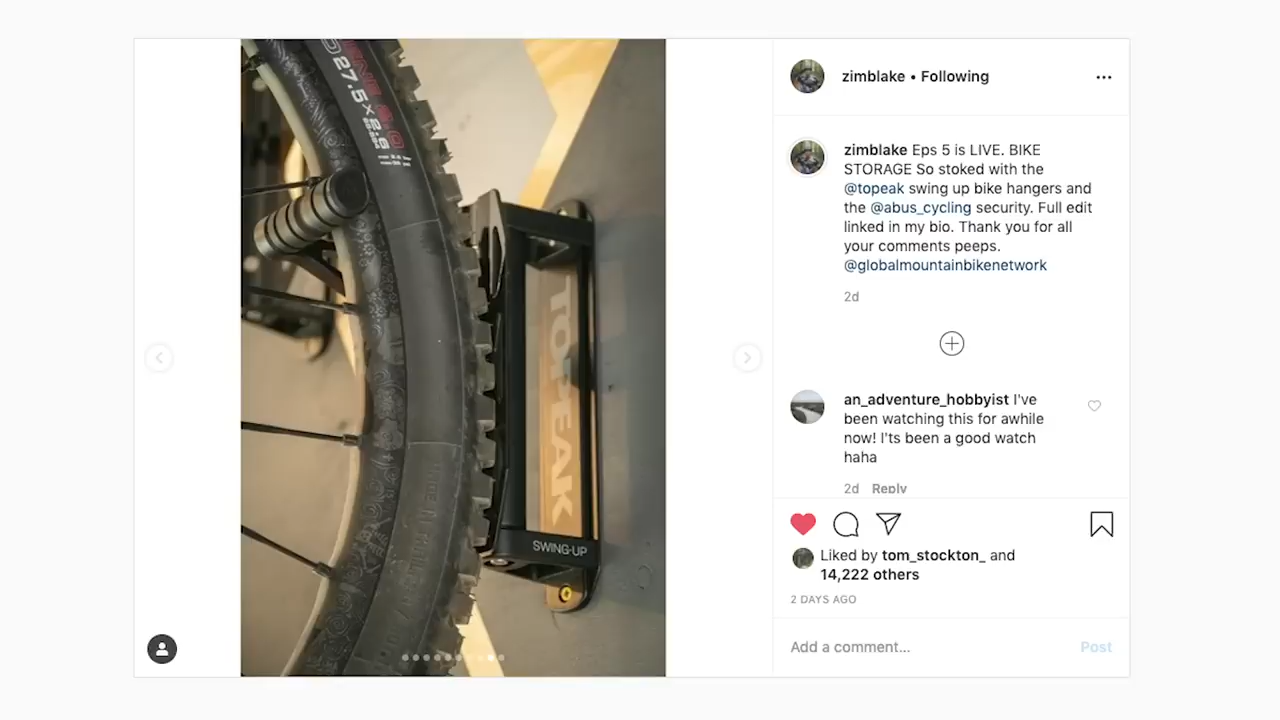 27.5×2.6
TOPEAK
SWING-UP
zimblake • Following
zimblake Eps 5 is LIVE. BIKE
STORAGE So stoked with the
@topeak swing up bike hangers and
the @abus_cycling security. Full edit
linked in my bio. Thank you for all
your comments peeps.
@globalmountainbikenetwork
2d
an_adventure_hobbyist I've
been watching this for awhile
now! I'ts been a good watch
haha
2d Reply
Liked by tom_stockton_ and
14,222 others
2 DAYS AGO
Add a comment... Post